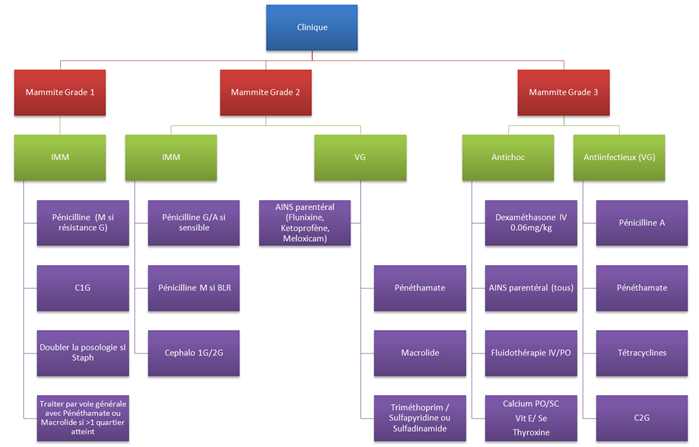 Clinique
Mammite Grade 1
Mammite Grade 2
Mammite Grade 3
IMM
IMM
VG
Antichoc
Antiinfectieux (VG)
Pénicilline (M si
résistance G)
C1G
Doubler la posologie si
Staph
Traiter par voie générale
avec Pénéthamate ou
Macrolide si >1 quartier
atteint
Pénicilline G/A si
sensible
Pénicilline M si BLR
Cephalo 1G/2G
AINS parentéral
(Flunixine,
Ketoprofène,
Meloxicam)
Pénéthamate
Macrolide
Triméthoprim /
Sulfapyridine ou
Sulfadinamide
Dexaméthasone IV
0.06mg/kg
AINS parentéral (tous)
Fluidothérapie IV/PO
Calcium PO/SC
Vit E/ Se
Thyroxine
Pénicilline A
Pénéthamate
Tétracyclines
C2G